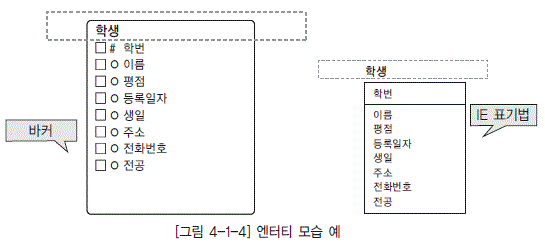 학생
□ # 학번
□ o 이름
□ o 평점
□ o 등록일자
□ o 생일
□ o 주소
□ o 전화번호
□ o 전공
바커
학생
학번
이름
평점
등록일자
생일
주소
전화번호
전공
IE 표기법
[그림 4-1-4] 엔터티 모습 예